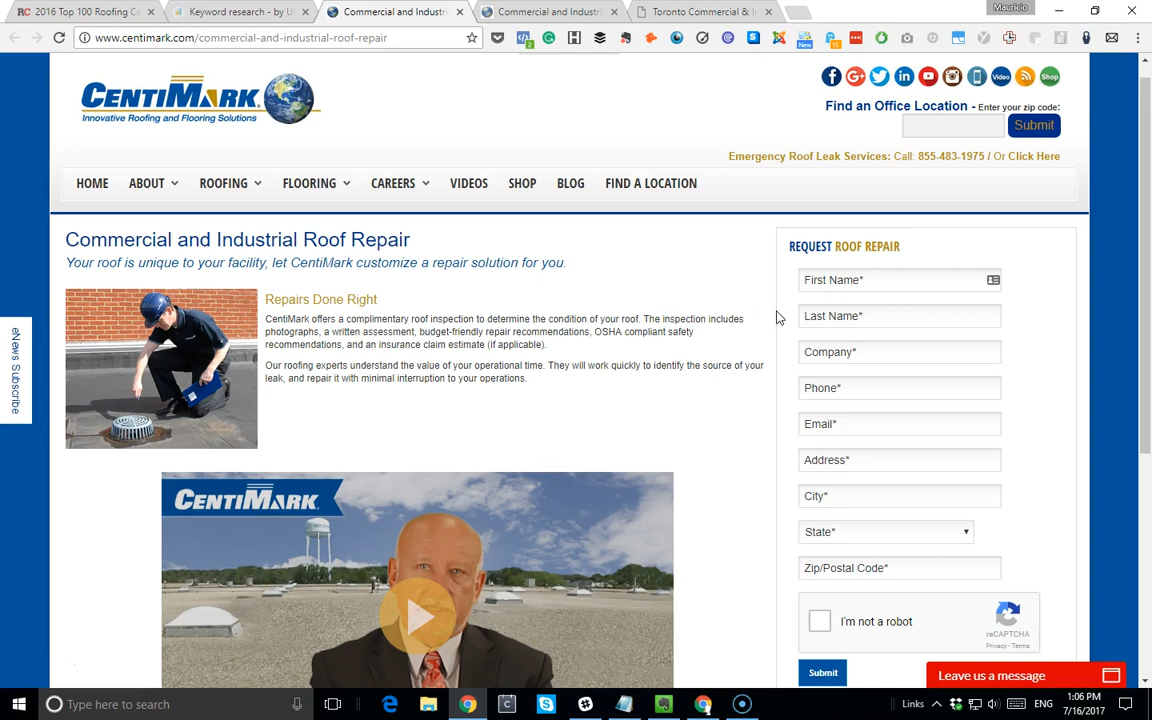 RC 2016 Top 100 Roofing Co
Keyword research - by U
Commercial and Industri
Commercial and Industri
Toronto Commercial & In
Mauricio
www.centimark.com/commercial-and-industrial-roof-repair
CENTIMARK
Innovative Roofing and Flooring Solutions
Video
Shop
Find an Office Location - Enter your zip code:
Submit
Emergency Roof Leak Services: Call: 855-483-1975 / Or Click Here
HOME
ABOUT
ROOFING
FLOORING
CAREERS
VIDEOS
SHOP
BLOG
FIND A LOCATION
Commercial and Industrial Roof Repair
Your roof is unique to your facility, let CentiMark customize a repair solution for you.
Repairs Done Right
CentiMark offers a complimentary roof inspection to determine the condition of your roof. The inspection includes
photographs, a written assessment, budget-friendly repair recommendations, OSHA compliant safety
recommendations, and an insurance claim estimate (if applicable).
Our roofing experts understand the value of your operational time. They will work quickly to identify the source of your
leak, and repair it with minimal interruption to your operations.
eNews Subscribe
CENTIMARK
REQUEST ROOF REPAIR
First Name*
Last Name*
Company*
Phone*
Email*
Address*
City*
State*
Zip/Postal Code*
I'm not a robot
reCAPTCHA
Privacy - Terms
Submit
Leave us a message
Type here to search
Links
ENG
1:06 PM
7/16/2017